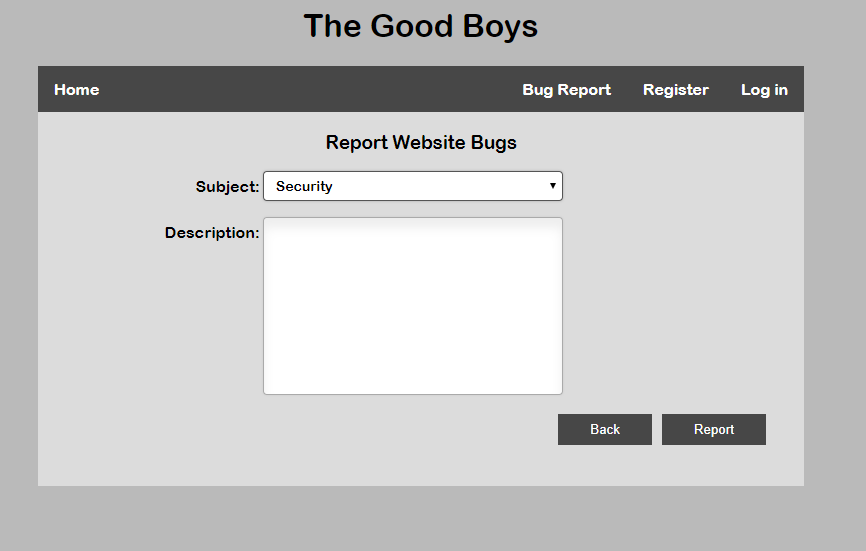 The Good Boys
Home Bug Report Register Log in
Report Website Bugs
Subject: Security
Description:
Back Report